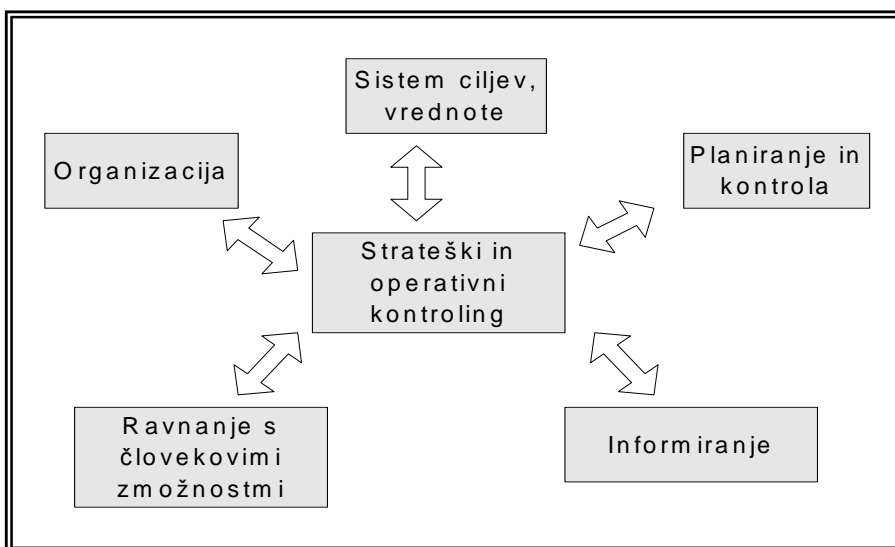 Sistem ciljev,
vrednote
Organizacija
Planiranje in
kontrola
Strateški in
operativni
kontroling
Ravnanje s
človekovimi
zmožnostmi
Informiranje